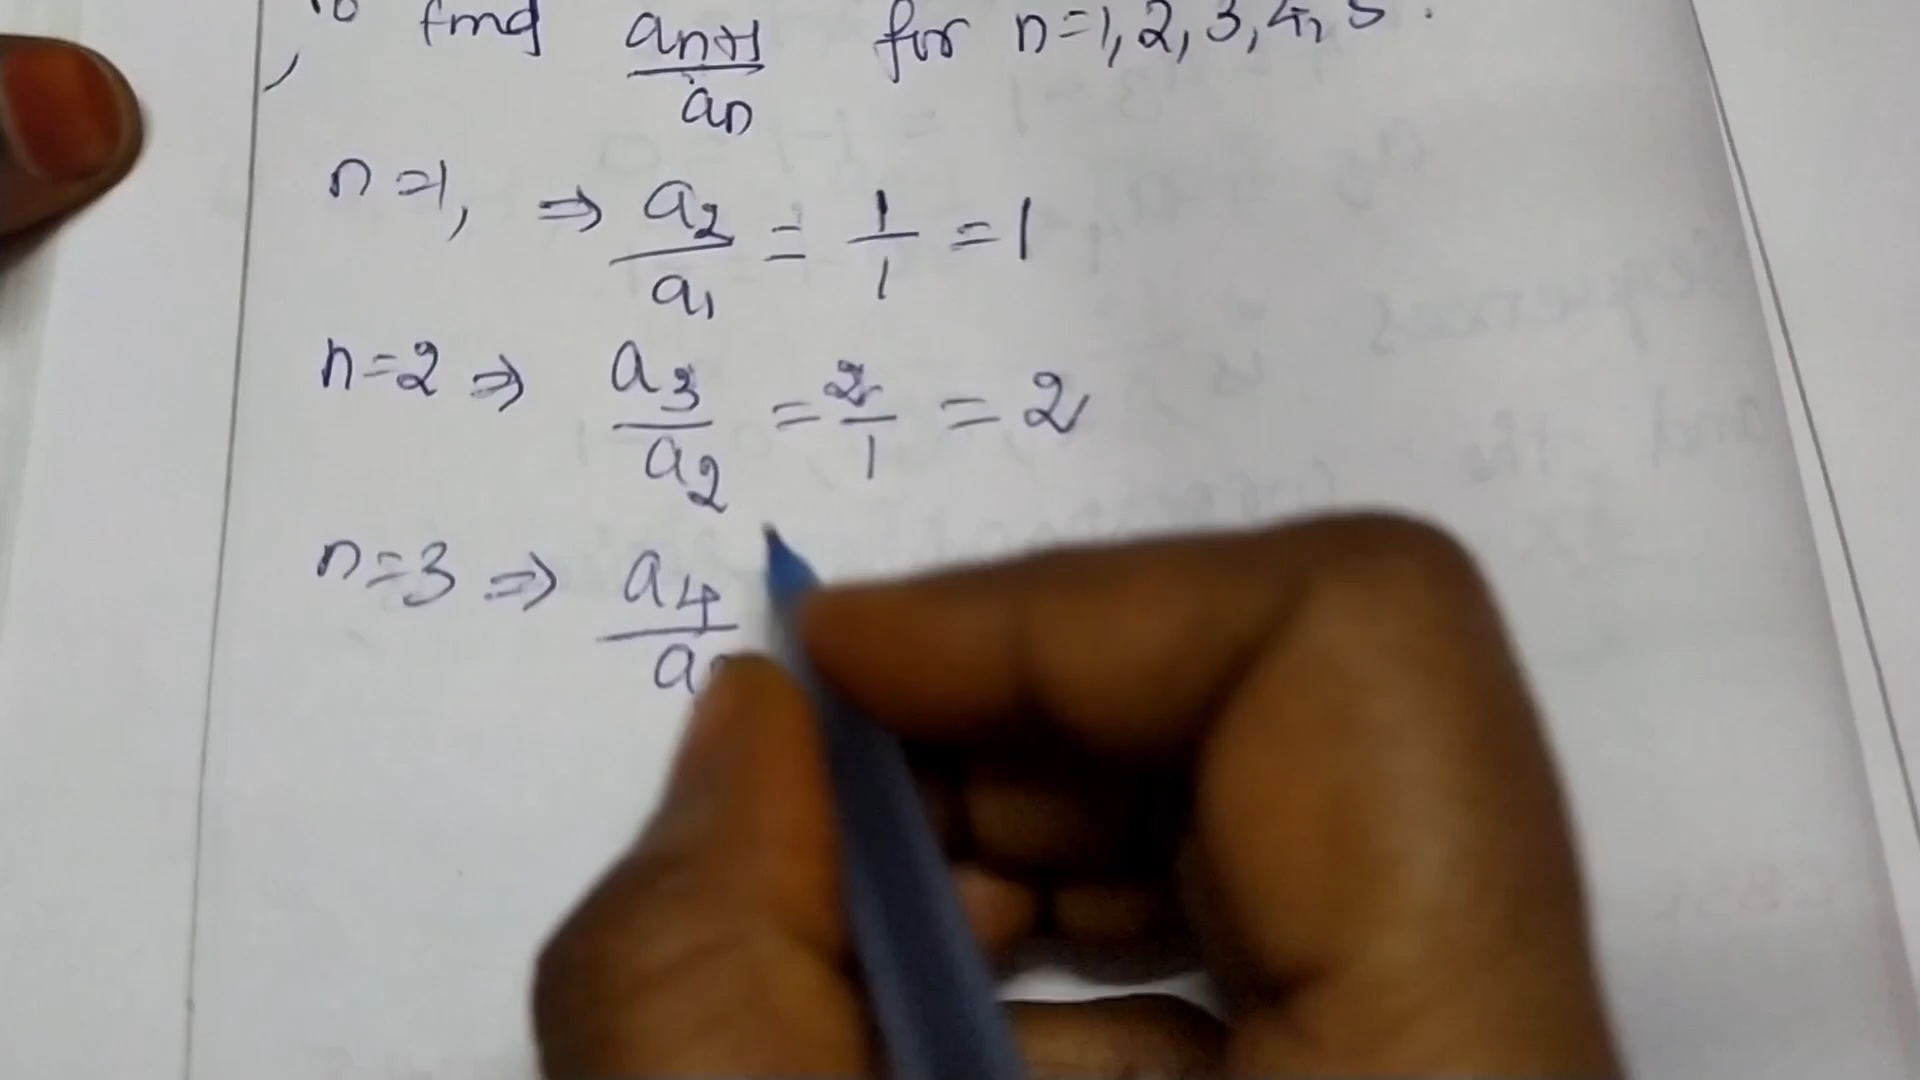 To find an+1/an for n=1,2,3,4,5.
n=1, ⇒ a2/a1 = 1/1 = 1
n=2 ⇒ a3/a2 = 2/1 = 2
n=3 ⇒ a4/a